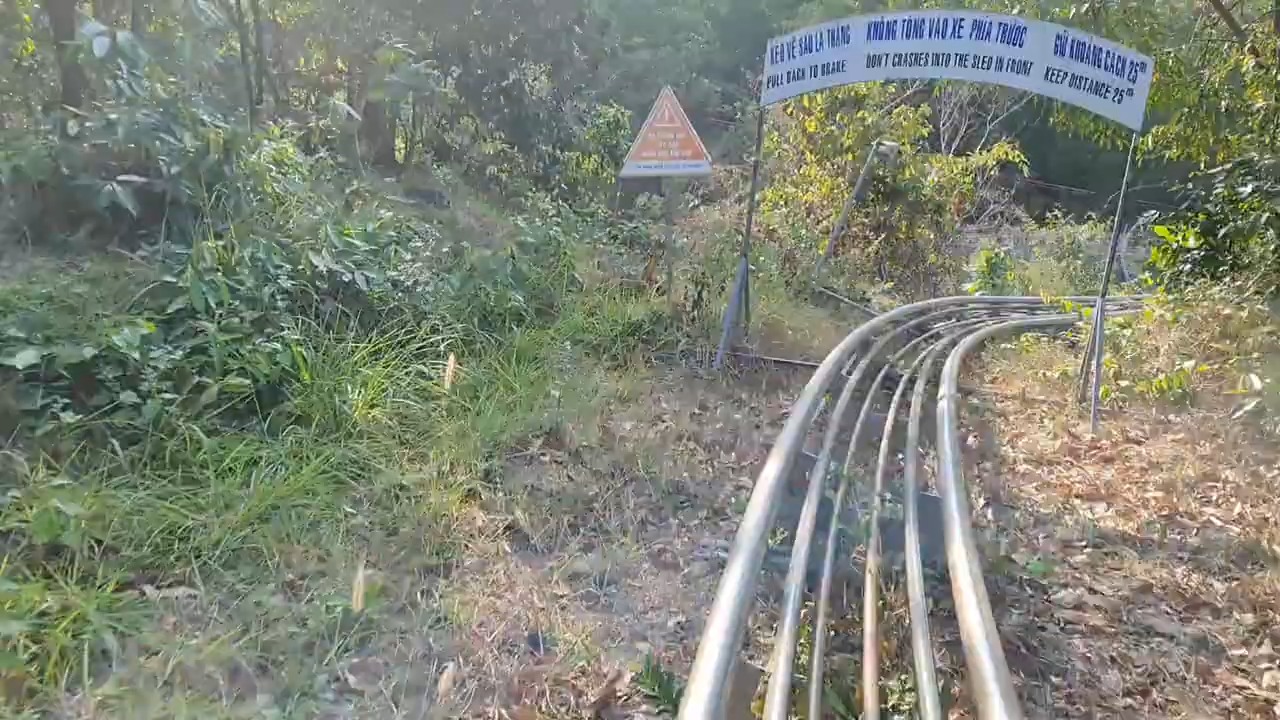 KÉO VỀ SAU LÀ THẮNG
PULL BACK TO BRAKE
KHÔNG TÔNG VÀO XE PHÍA TRƯỚC
DON'T CRASHES INTO THE SLED IN FRONT
GIỮ KHOẢNG CÁCH 25m
KEEP DISTANCE 25m